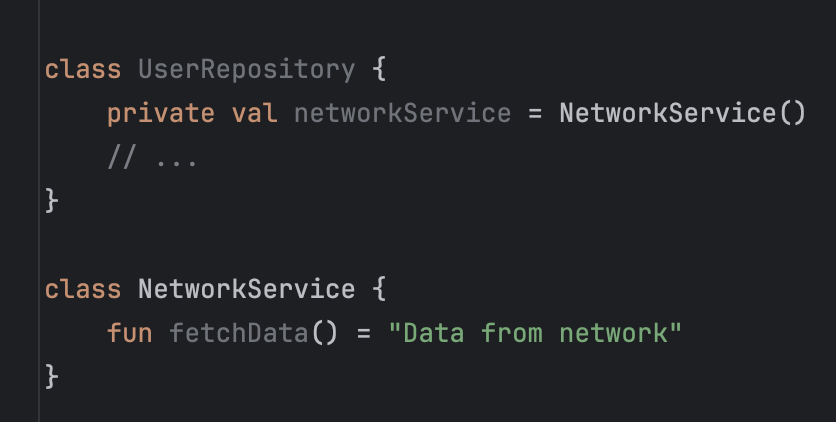 class UserRepository {
    private val networkService = NetworkService()
    // ...
}
class NetworkService {
    fun fetchData() = "Data from network"
}